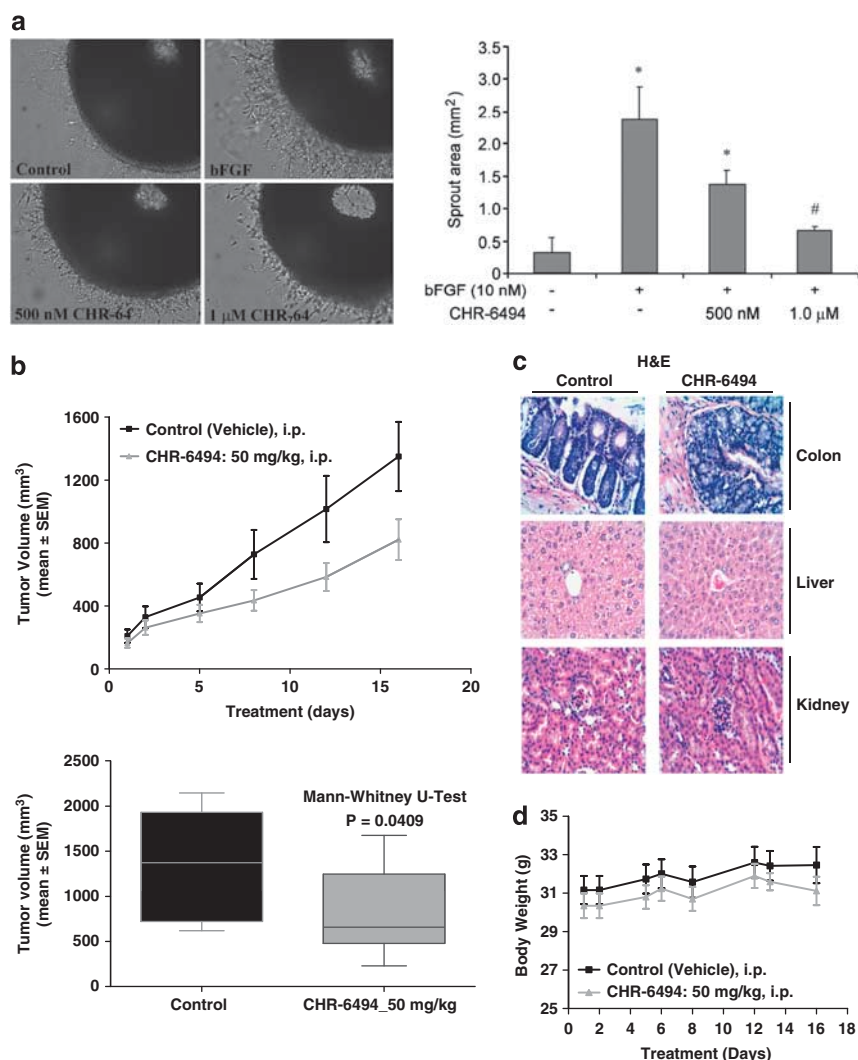 a
Control
bFGF
500 nM CHR-64
1 µM CHR-64
3.5
3.0
2.5
2.0
1.5
1.0
0.5
0
Sprout area (mm²)
*
*
#
bFGF (10 nM) - + + +
CHR-6494 - - 500 nM 1.0 µM
b
1600
1200
800
400
0
Tumor Volume (mm³)
(mean ± SEM)
Control (Vehicle), i.p.
CHR-6494: 50 mg/kg, i.p.
0 5 10 15 20
Treatment (days)
2500
2000
1500
1000
500
0
Tumor volume (mm³)
(mean ± SEM)
Mann-Whitney U-Test
P = 0.0409
Control CHR-6494_50 mg/kg
c
H&E
Control CHR-6494
Colon
Liver
Kidney
d
35
33
31
29
27
25
Body Weight (g)
Control (Vehicle), i.p.
CHR-6494: 50 mg/kg, i.p.
0 2 4 6 8 10 12 14 16 18
Treatment (Days)